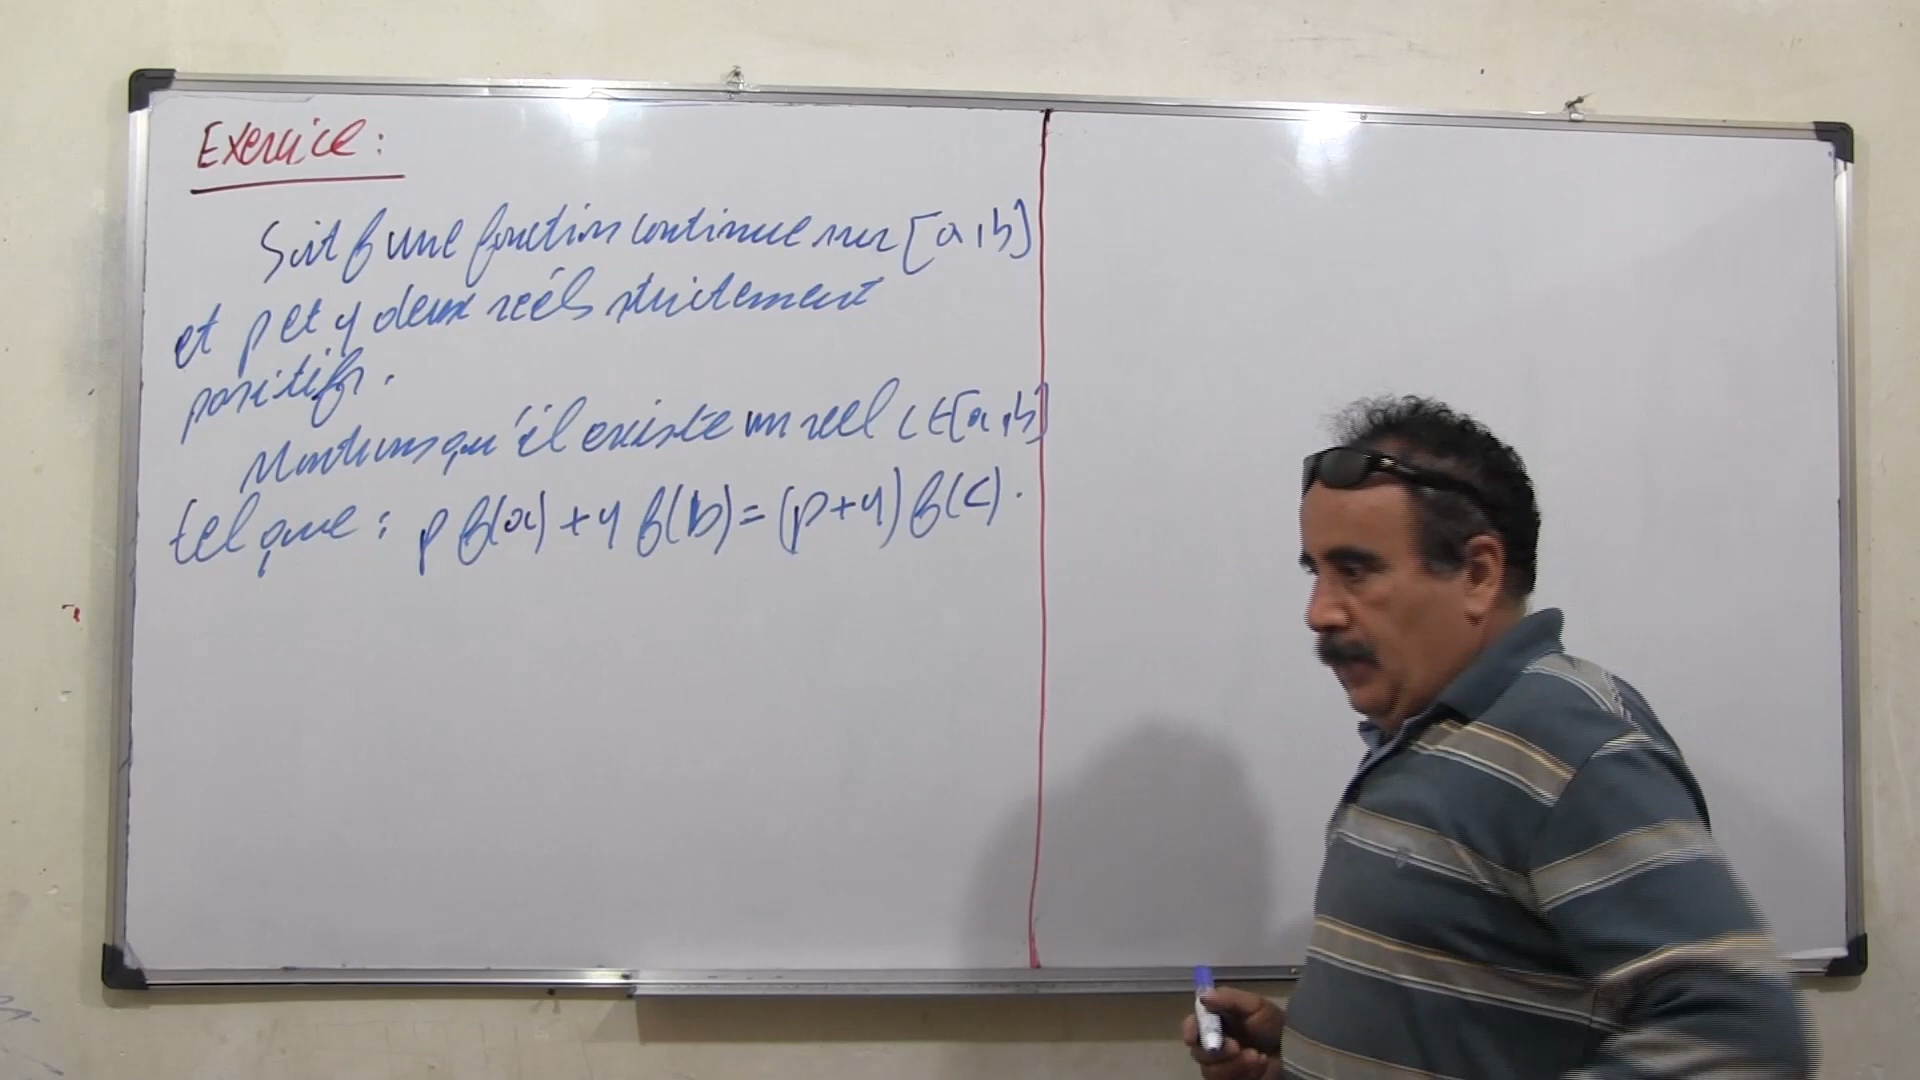 Exercice :
Soit f une fonction continue sur [a,b]
et p et q deux réels strictement
positifs.
Montrons qu'il existe un réel c ∈ [a,b]
tel que : p f(a) + q f(b) = (p+q) f(c).